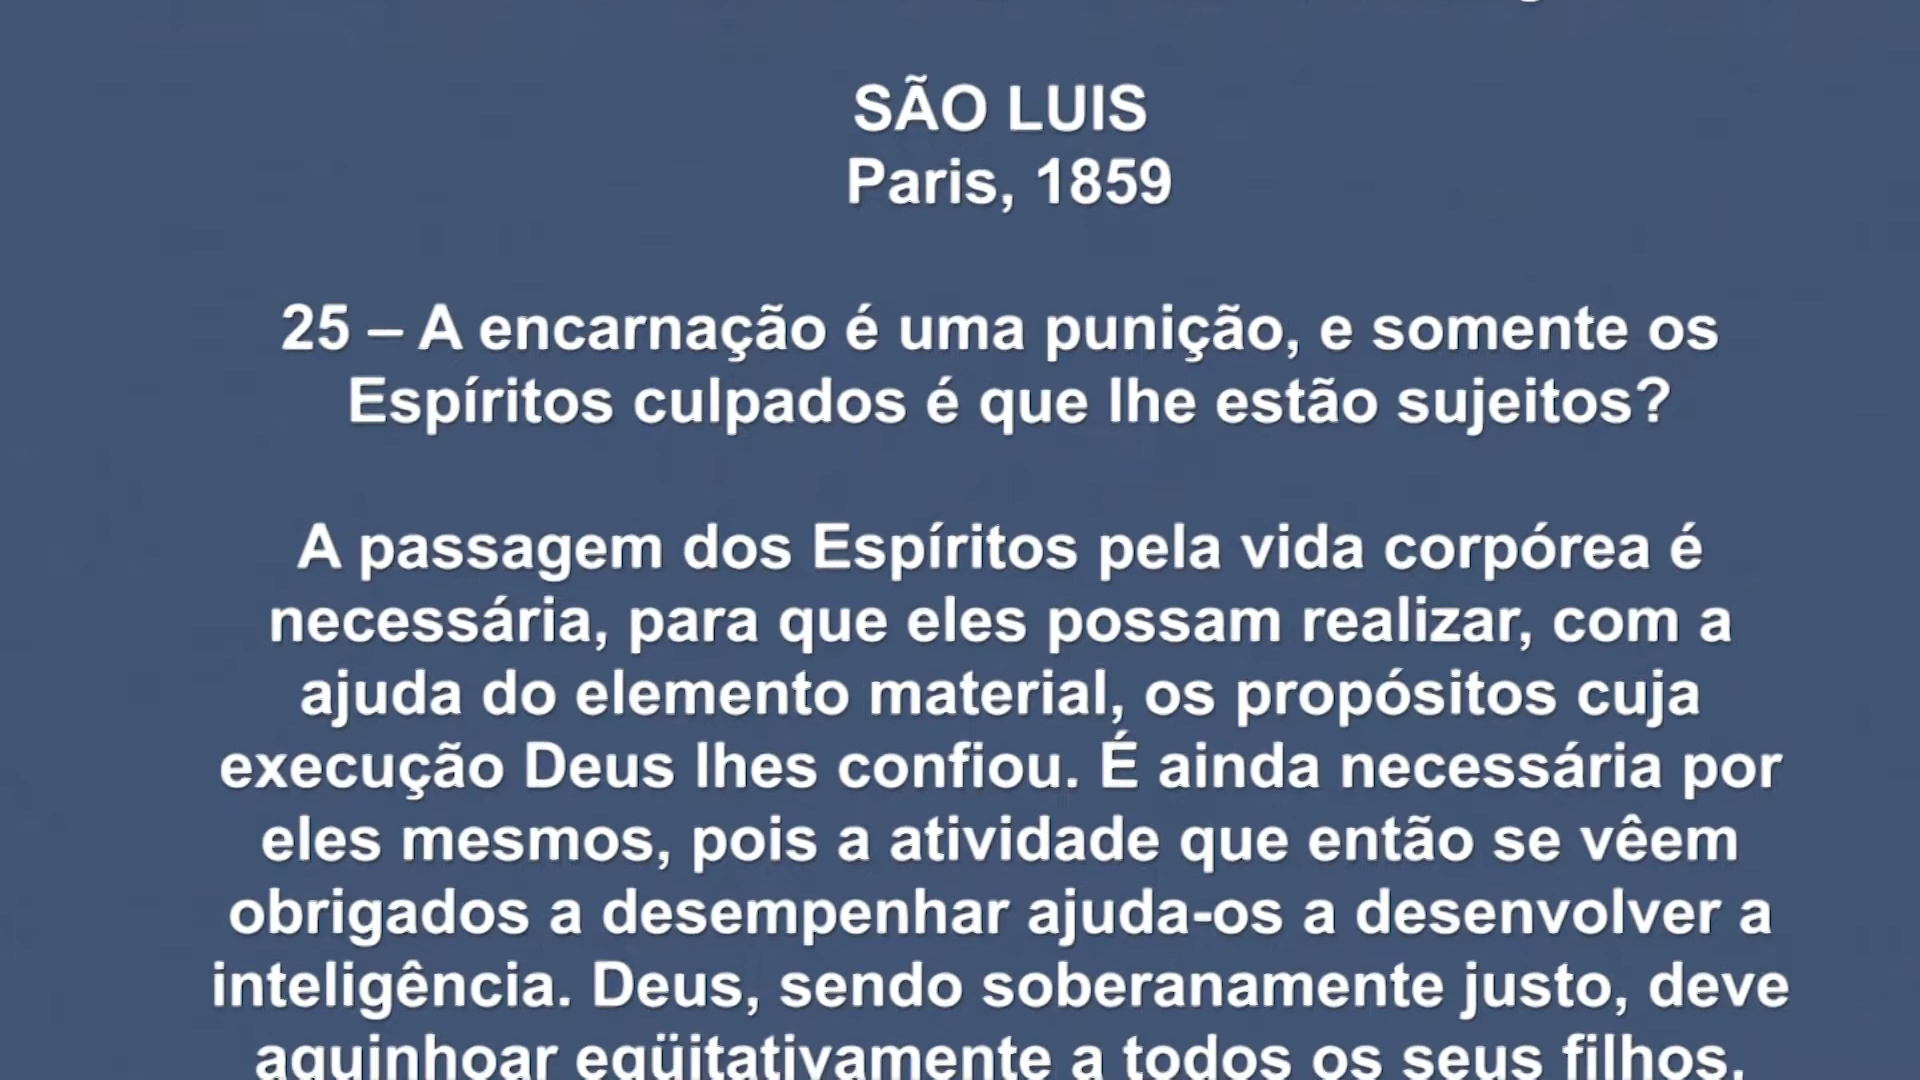 SÃO LUIS
Paris, 1859
25 – A encarnação é uma punição, e somente os
Espíritos culpados é que lhe estão sujeitos?
A passagem dos Espíritos pela vida corpórea é
necessária, para que eles possam realizar, com a
ajuda do elemento material, os propósitos cuja
execução Deus lhes confiou. É ainda necessária por
eles mesmos, pois a atividade que então se vêem
obrigados a desempenhar ajuda-os a desenvolver a
inteligência. Deus, sendo soberanamente justo, deve
aquinhoar eqüitativamente a todos os seus filhos.